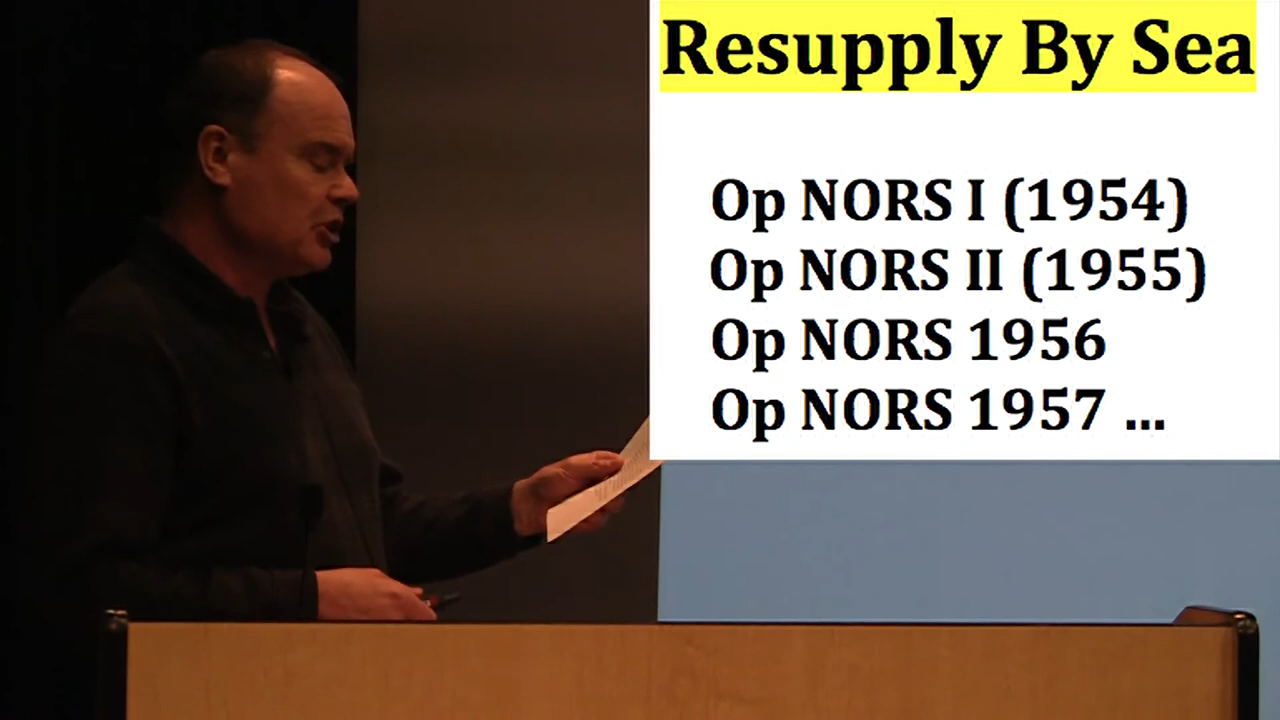 Resupply By Sea
Op NORS I (1954)
Op NORS II (1955)
Op NORS 1956
Op NORS 1957 ...